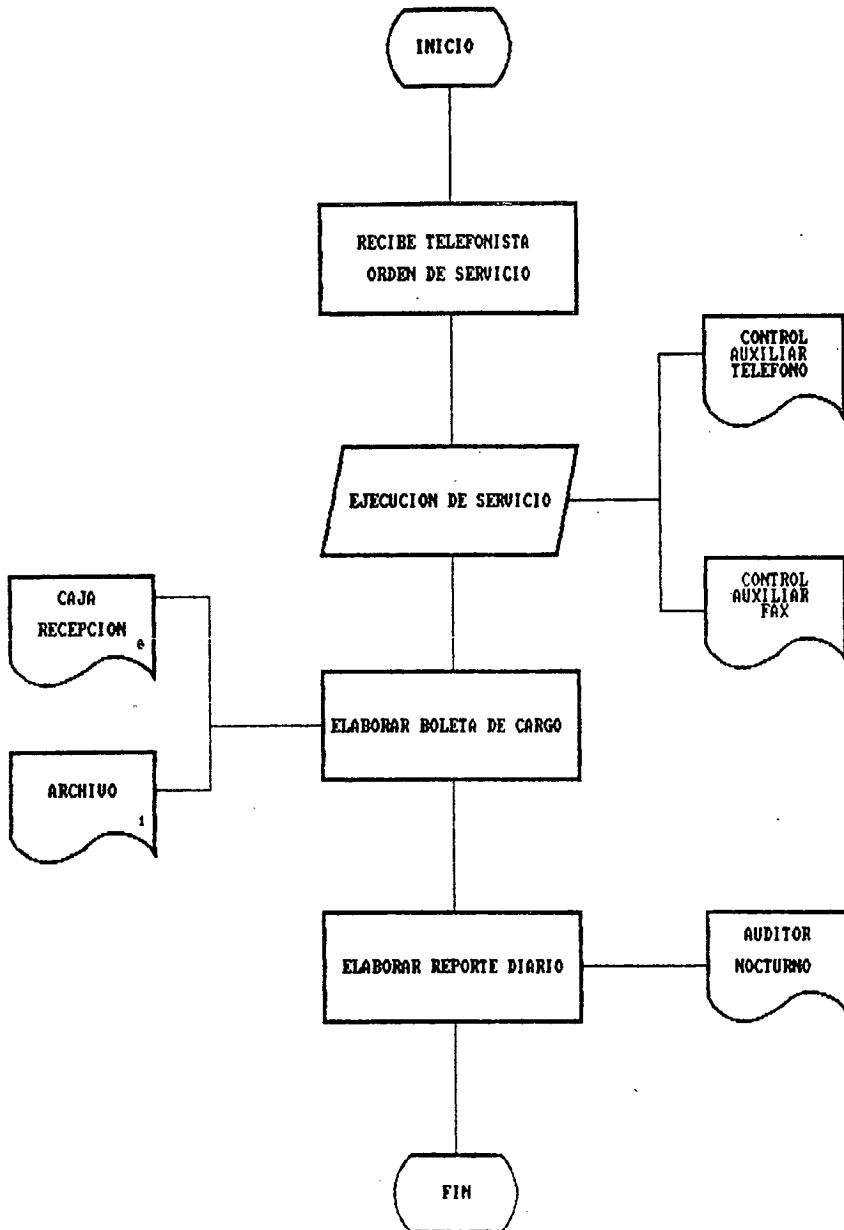 INICIO
RECIBE TELEFONISTA
ORDEN DE SERVICIO
CONTROL
AUXILIAR
TELEFONO
EJECUCION DE SERVICIO
CONTROL
AUXILIAR
FAX
CAJA
RECEPCION
0
ELABORAR BOLETA DE CARGO
ARCHIVO
1
ELABORAR REPORTE DIARIO
AUDITOR
NOCTURNO
FIN